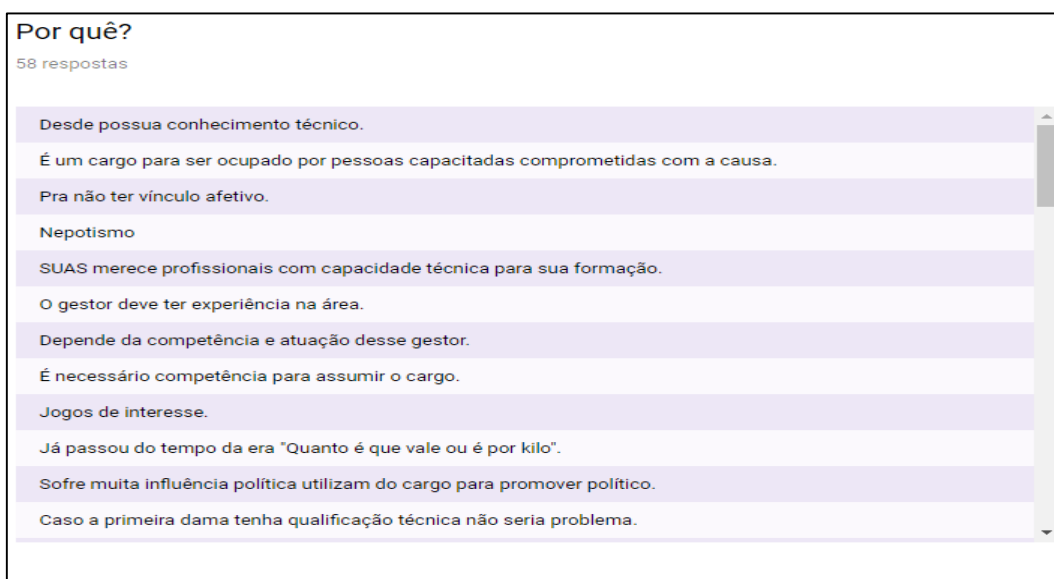 Por quê?
58 respostas
Desde possua conhecimento técnico.
É um cargo para ser ocupado por pessoas capacitadas comprometidas com a causa.
Pra não ter vínculo afetivo.
Nepotismo
SUAS merece profissionais com capacidade técnica para sua formação.
O gestor deve ter experiência na área.
Depende da competência e atuação desse gestor.
É necessário competência para assumir o cargo.
Jogos de interesse.
Já passou do tempo da era "Quanto é que vale ou é por kilo".
Sofre muita influência política utilizam do cargo para promover político.
Caso a primeira dama tenha qualificação técnica não seria problema.